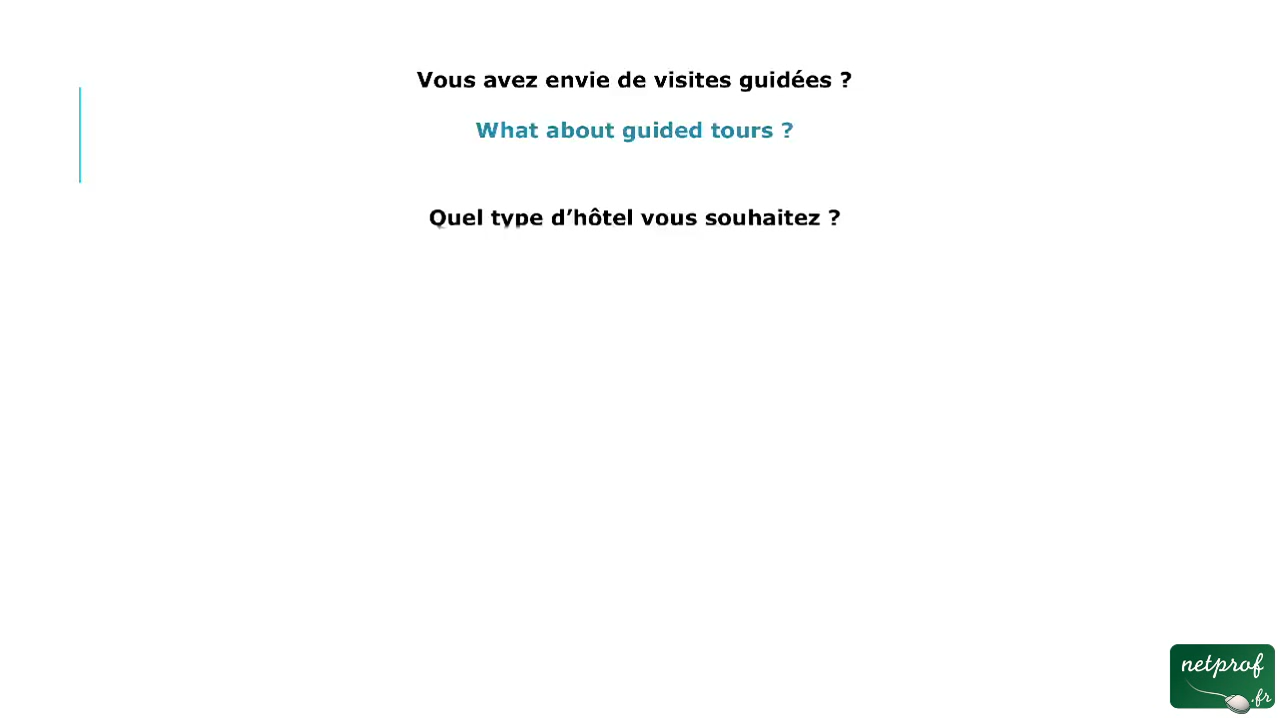 Vous avez envie de visites guidées ?
What about guided tours ?
Quel type d’hôtel vous souhaitez ?
netprof
.fr